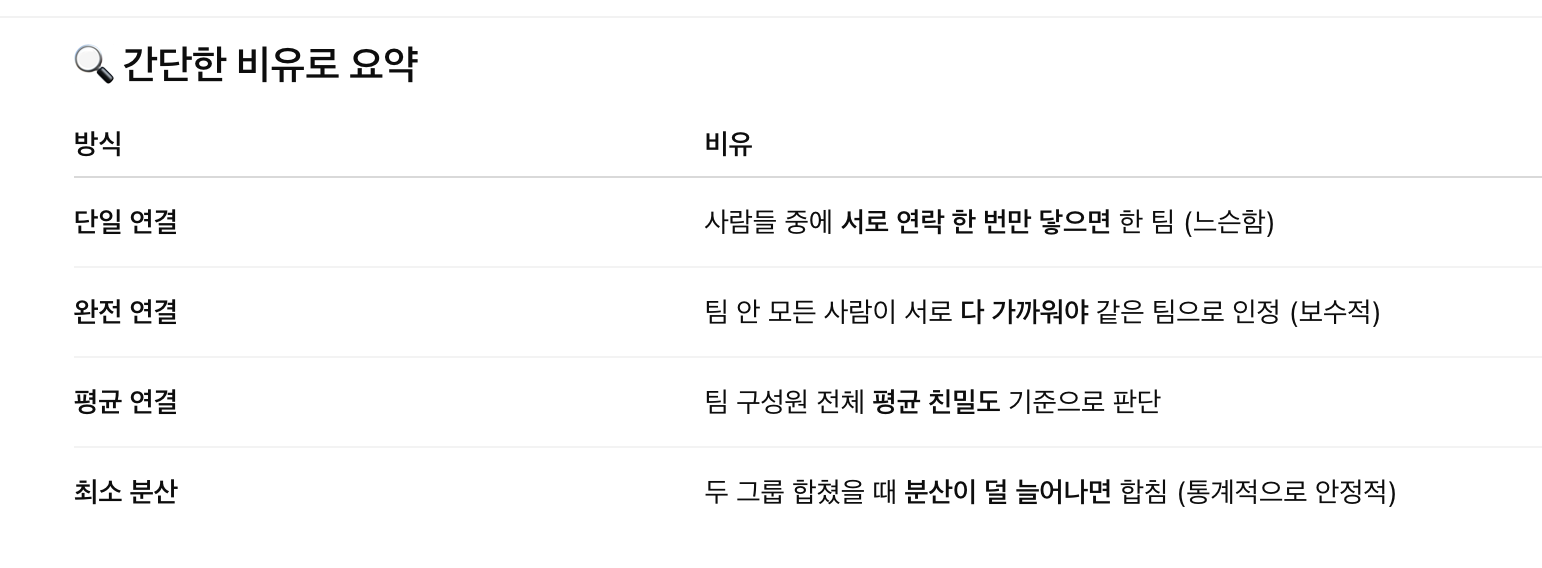 🔍 간단한 비유로 요약
방식 비유
단일 연결 사람들 중에 서로 연락 한 번만 닿으면 한 팀 (느슨함)
완전 연결 팀 안 모든 사람이 서로 다 가까워야 같은 팀으로 인정 (보수적)
평균 연결 팀 구성원 전체 평균 친밀도 기준으로 판단
최소 분산 두 그룹 합쳤을 때 분산이 덜 늘어나면 합침 (통계적으로 안정적)